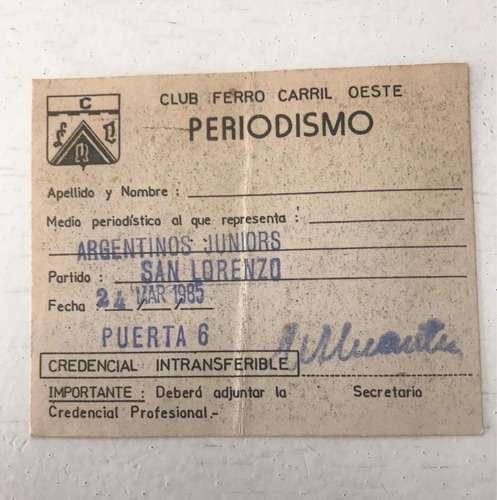 CLUB FERRO CARRIL OESTE
PERIODISMO
Apellido y Nombre :
Medio periodístico al que representa :
ARGENTINOS JUNIORS
Partido : SAN LORENZO
Fecha 24 MAR 1985
PUERTA 6
CREDENCIAL INTRANSFERIBLE
IMPORTANTE : Deberá adjuntar la Secretario
Credencial Profesional.-